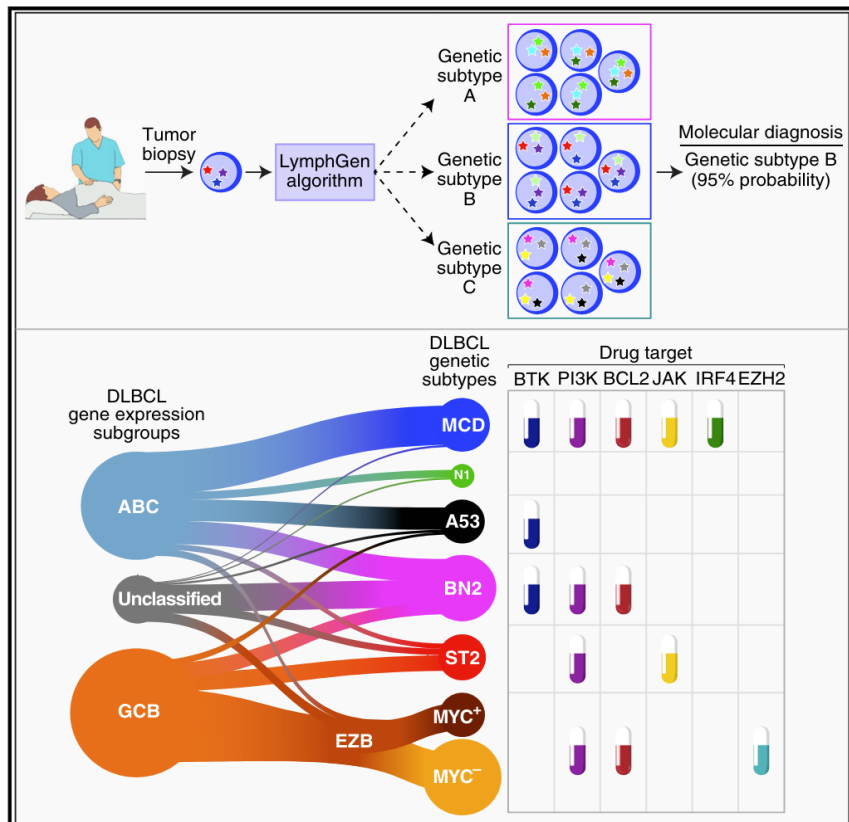 Genetic
subtype
A
Tumor
biopsy
LymphGen
algorithm
Genetic
subtype
B
Molecular diagnosis
Genetic subtype B
(95% probability)
Genetic
subtype
C
DLBCL
gene expression
subgroups
DLBCL
genetic
subtypes
Drug target
BTK PI3K BCL2 JAK IRF4 EZH2
MCD
N1
ABC
A53
Unclassified
BN2
ST2
GCB
EZB
MYC+
MYC−